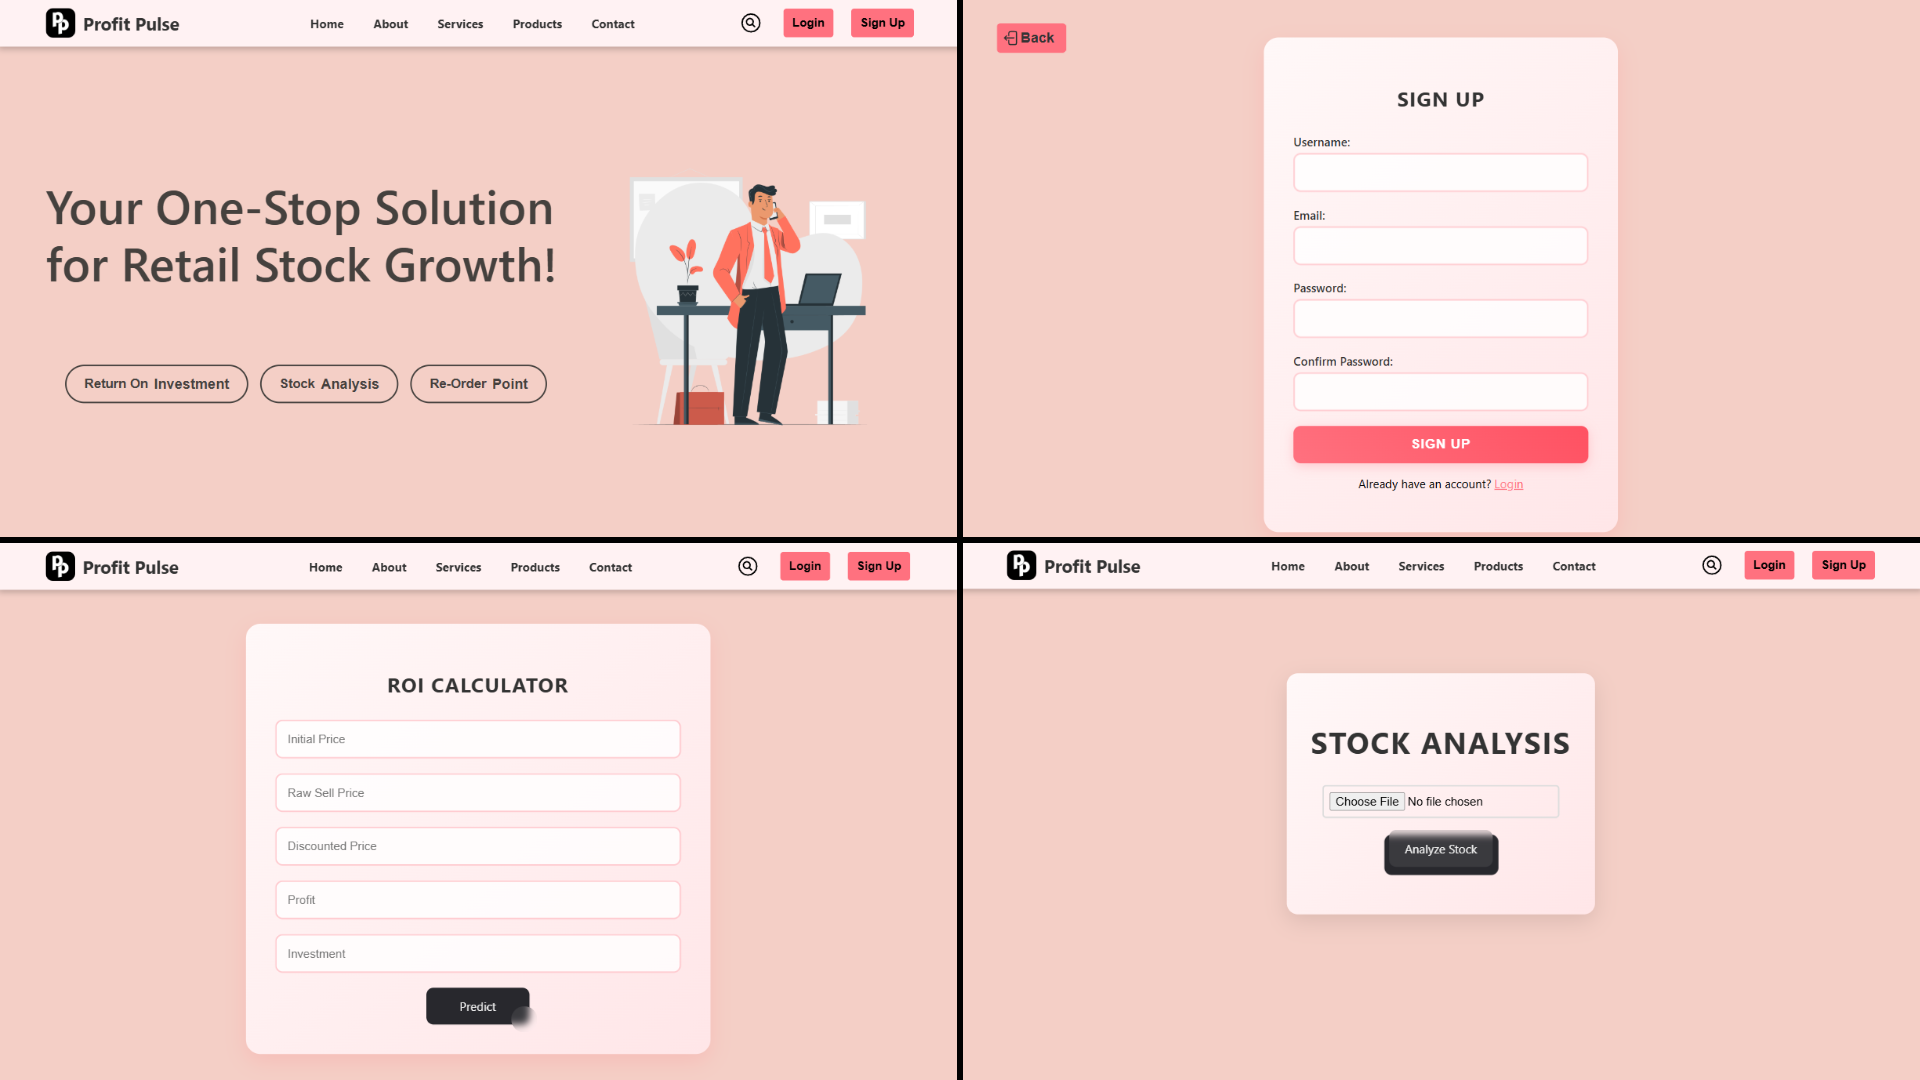 Pp Profit Pulse Home About Services Products Contact Login Sign Up
Your One-Stop Solution
for Retail Stock Growth!
Return On Investment Stock Analysis Re-Order Point
Back
SIGN UP
Username:
Email:
Password:
Confirm Password:
SIGN UP
Already have an account? Login
Pp Profit Pulse Home About Services Products Contact Login Sign Up
ROI CALCULATOR
Initial Price
Raw Sell Price
Discounted Price
Profit
Investment
Predict
Pp Profit Pulse Home About Services Products Contact Login Sign Up
STOCK ANALYSIS
Choose File No file chosen
Analyze Stock